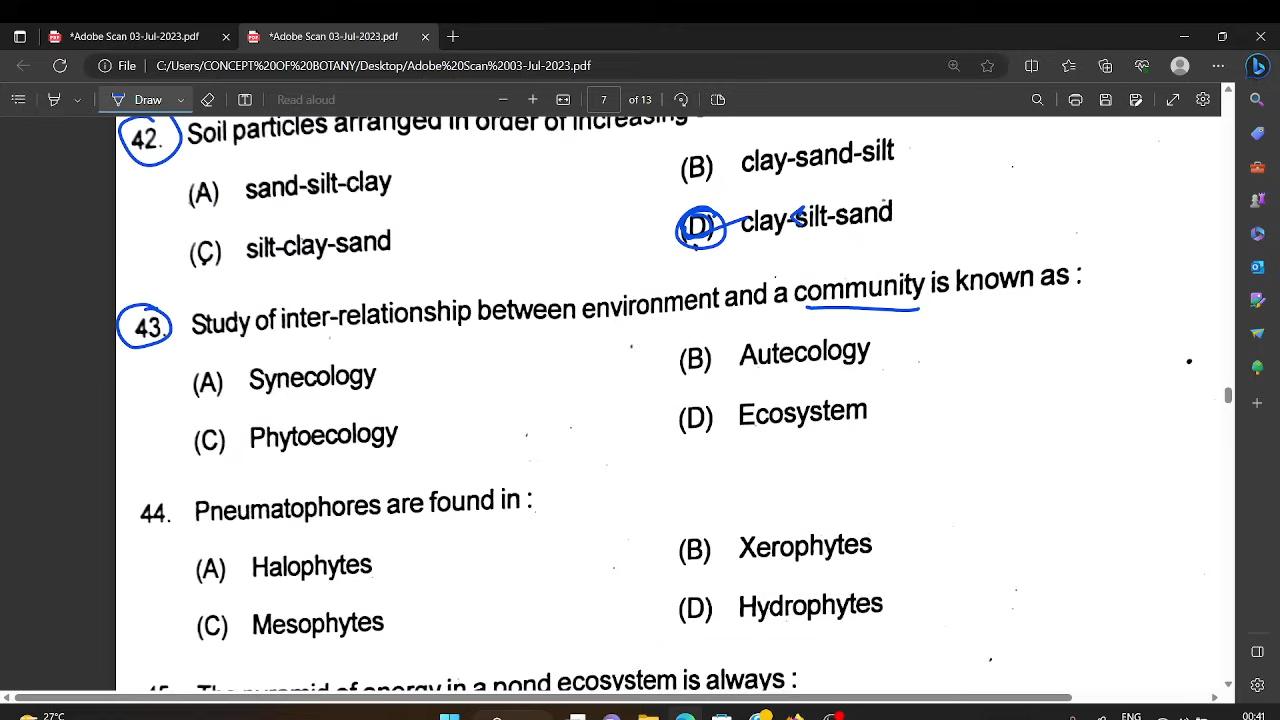 *Adobe Scan 03-Jul-2023.pdf
*Adobe Scan 03-Jul-2023.pdf
File
C:/Users/CONCEPT%20OF%20BOTANY/Desktop/Adobe%20Scan%2003-Jul-2023.pdf
Draw
Read aloud
7 of 13
42. Soil particles arranged in order of increasing
(A) sand-silt-clay
(B) clay-sand-silt
(C) silt-clay-sand
(D) clay-silt-sand
43. Study of inter-relationship between environment and a community is known as :
(A) Synecology
(B) Autecology
(C) Phytoecology
(D) Ecosystem
44. Pneumatophores are found in :
(A) Halophytes
(B) Xerophytes
(C) Mesophytes
(D) Hydrophytes
45. The pyramid of energy in a pond ecosystem is always :
27°C
ENG
00:41